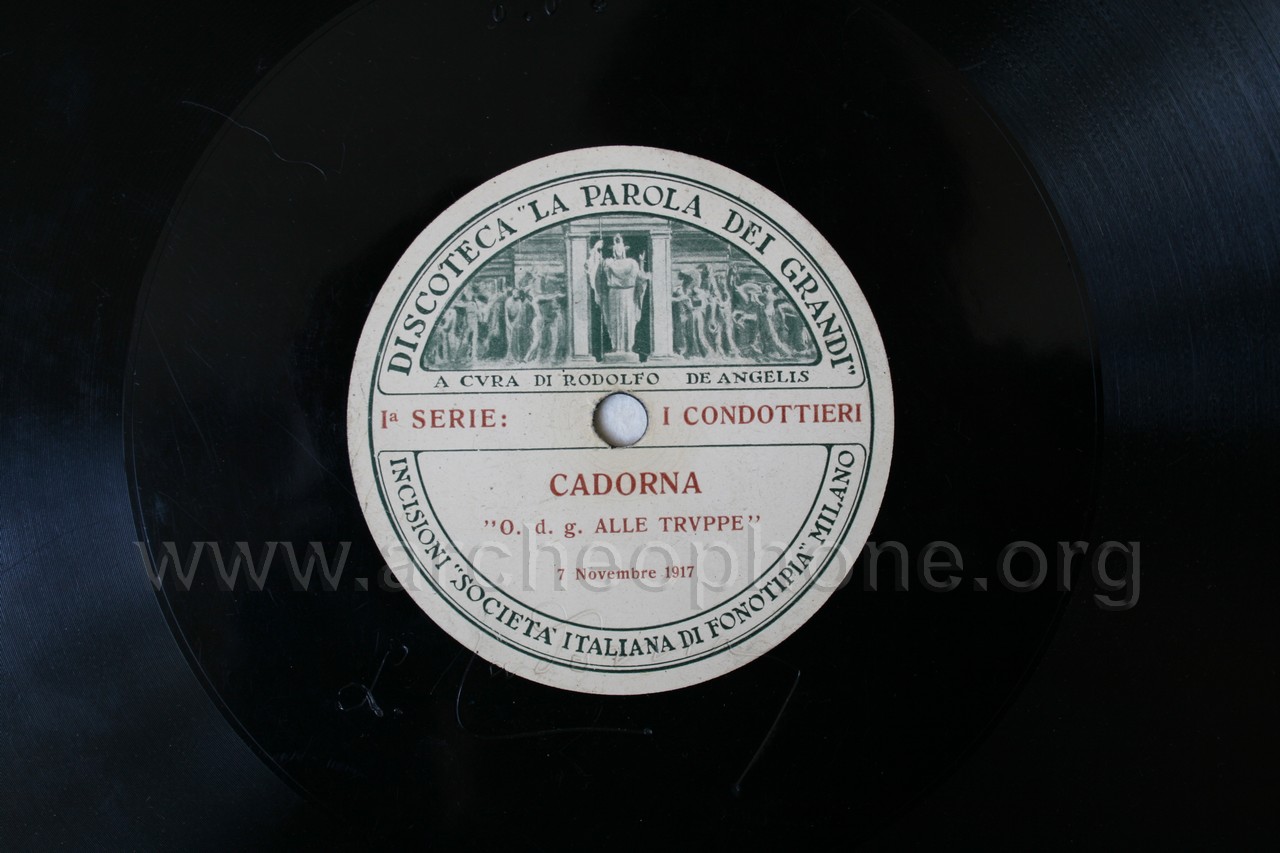 DISCOTECA "LA PAROLA DEI GRANDI"
A CVRA DI RODOLFO DE ANGELIS
Iª SERIE: I CONDOTTIERI
CADORNA
"O. d. g. ALLE TRVPPE"
7 Novembre 1917
INCISIONI "SOCIETA' ITALIANA DI FONOTIPIA" MILANO
www.archeophone.org